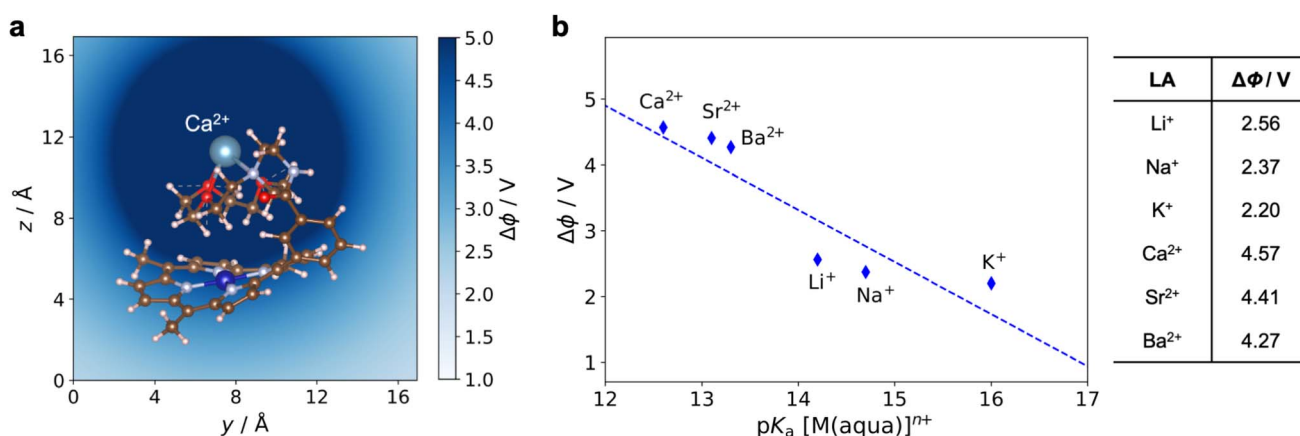 a
16
12
8
4
0
z / Å
Ca²⁺
0
4
8
12
16
y / Å
5.0
4.5
4.0
3.5
3.0
2.5
2.0
1.5
1.0
Δϕ / V
b
5
4
3
2
1
Δϕ / V
Ca²⁺
Sr²⁺
Ba²⁺
Li⁺
Na⁺
K⁺
12
13
14
15
16
17
pKₐ [M(aqua)]ⁿ⁺
LA ΔΦ / V
Li⁺ 2.56
Na⁺ 2.37
K⁺ 2.20
Ca²⁺ 4.57
Sr²⁺ 4.41
Ba²⁺ 4.27